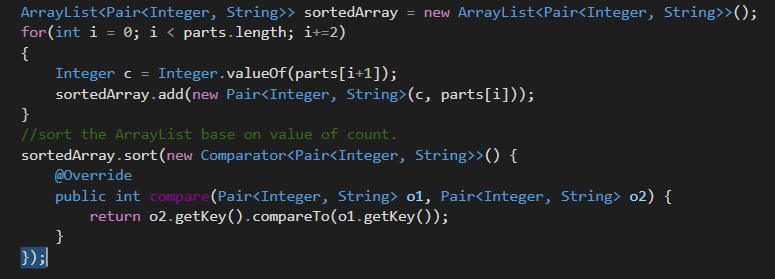 ArrayList<Pair<Integer, String>> sortedArray = new ArrayList<Pair<Integer, String>>();
for(int i = 0; i < parts.length; i+=2)
{
    Integer c = Integer.valueOf(parts[i+1]);
    sortedArray.add(new Pair<Integer, String>(c, parts[i]));
}
//sort the ArrayList base on value of count.
sortedArray.sort(new Comparator<Pair<Integer, String>>() {
    @Override
    public int compare(Pair<Integer, String> o1, Pair<Integer, String> o2) {
        return o2.getKey().compareTo(o1.getKey());
    }
});